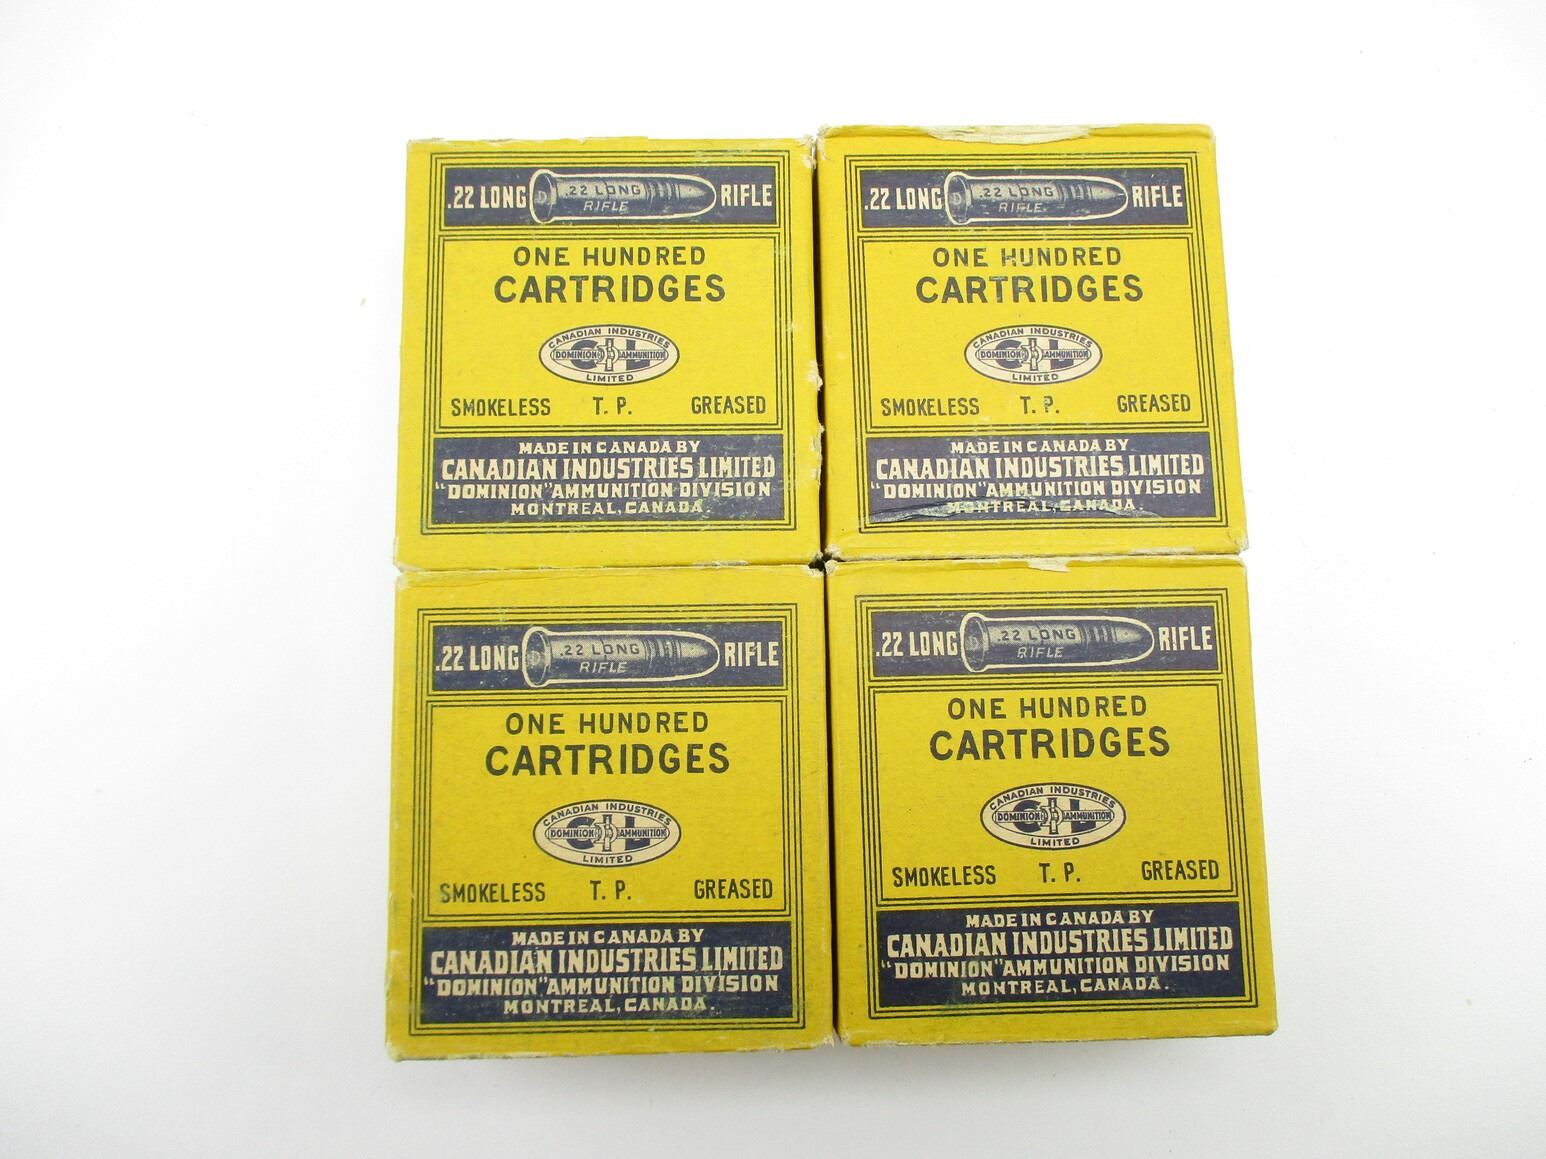 .22 LONG .22 LONG RIFLE RIFLE
ONE HUNDRED
CARTRIDGES
CANADIAN INDUSTRIES
CIL
DOMINION AMMUNITION
LIMITED
SMOKELESS T. P. GREASED
MADE IN CANADA BY
CANADIAN INDUSTRIES LIMITED
"DOMINION" AMMUNITION DIVISION
MONTREAL, CANADA.
.22 LONG .22 LONG RIFLE RIFLE
ONE HUNDRED
CARTRIDGES
CANADIAN INDUSTRIES
CIL
DOMINION AMMUNITION
LIMITED
SMOKELESS T. P. GREASED
MADE IN CANADA BY
CANADIAN INDUSTRIES LIMITED
"DOMINION" AMMUNITION DIVISION
MONTREAL, CANADA.
.22 LONG .22 LONG RIFLE RIFLE
ONE HUNDRED
CARTRIDGES
CANADIAN INDUSTRIES
CIL
DOMINION AMMUNITION
LIMITED
SMOKELESS T. P. GREASED
MADE IN CANADA BY
CANADIAN INDUSTRIES LIMITED
"DOMINION" AMMUNITION DIVISION
MONTREAL, CANADA.
.22 LONG .22 LONG RIFLE RIFLE
ONE HUNDRED
CARTRIDGES
CANADIAN INDUSTRIES
CIL
DOMINION AMMUNITION
LIMITED
SMOKELESS T. P. GREASED
MADE IN CANADA BY
CANADIAN INDUSTRIES LIMITED
"DOMINION" AMMUNITION DIVISION
MONTREAL, CANADA.